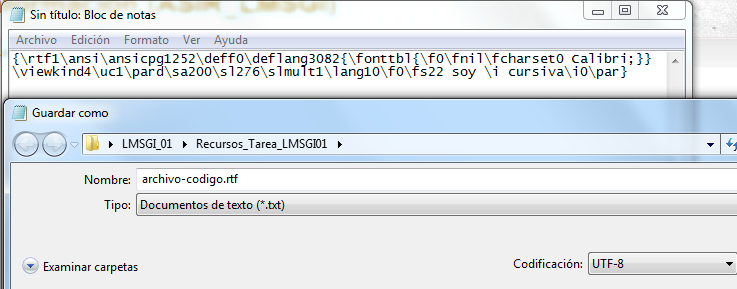 Sin título: Bloc de notas
Archivo Edición Formato Ver Ayuda
{\rtf1\ansi\ansicpg1252\deff0\deflang3082{\fonttbl{\f0\fnil\fcharset0 Calibri;}}
\viewkind4\uc1\pard\sa200\sl276\slmult1\lang10\f0\fs22 soy \i cursiva\i0\par}
Guardar como
LMSGI_01 Recursos_Tarea_LMSGI01
Nombre: archivo-codigo.rtf
Tipo: Documentos de texto (*.txt)
Examinar carpetas Codificación: UTF-8